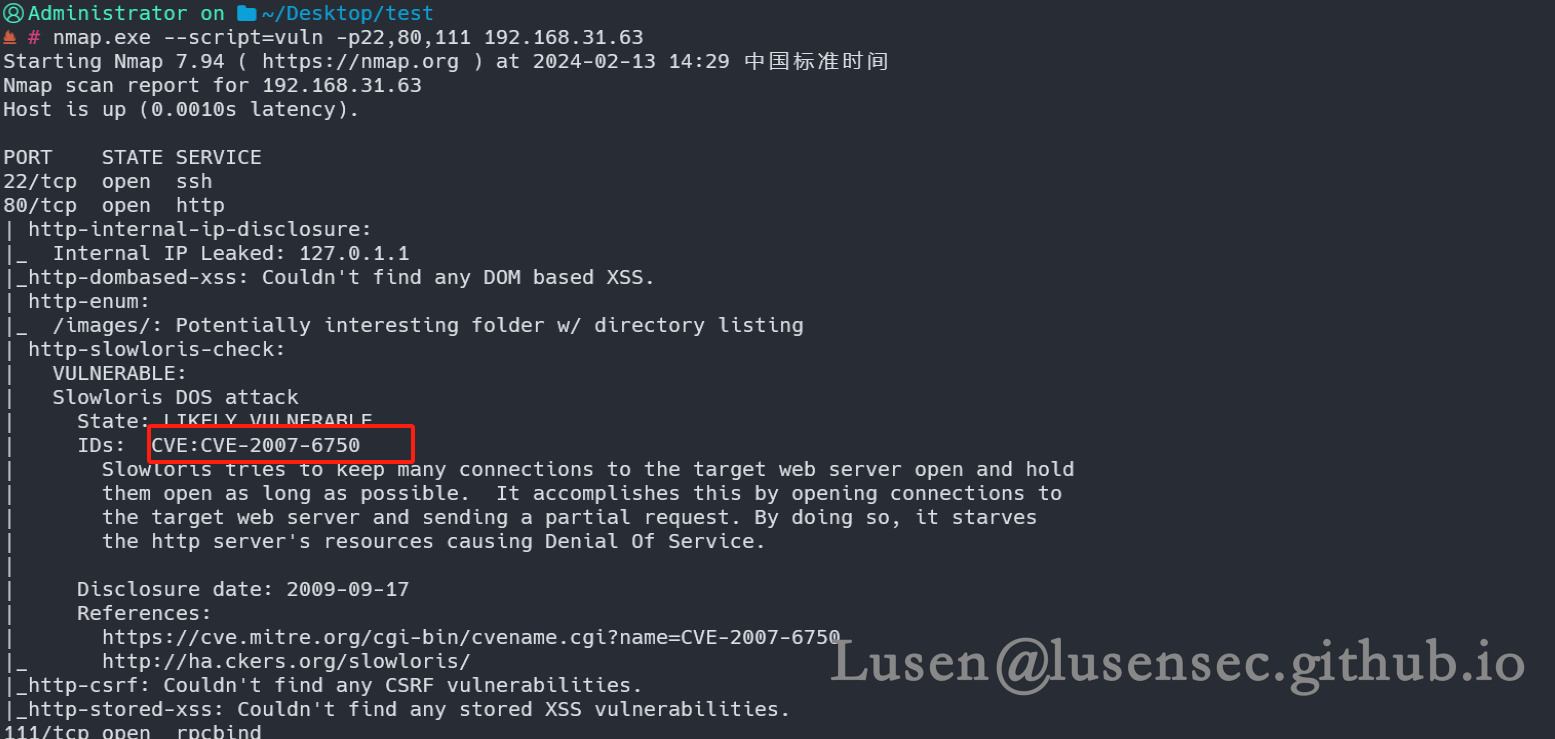 Administrator on ~/Desktop/test
# nmap.exe --script=vuln -p22,80,111 192.168.31.63
Starting Nmap 7.94 ( https://nmap.org ) at 2024-02-13 14:29 中国标准时间
Nmap scan report for 192.168.31.63
Host is up (0.0010s latency).
PORT    STATE SERVICE
22/tcp  open  ssh
80/tcp  open  http
| http-internal-ip-disclosure:
|_  Internal IP Leaked: 127.0.1.1
|_http-dombased-xss: Couldn't find any DOM based XSS.
| http-enum:
|_  /images/: Potentially interesting folder w/ directory listing
| http-slowloris-check:
|   VULNERABLE:
|   Slowloris DOS attack
|     State: LIKELY VULNERABLE
|     IDs:  CVE:CVE-2007-6750
|       Slowloris tries to keep many connections to the target web server open and hold
|       them open as long as possible.  It accomplishes this by opening connections to
|       the target web server and sending a partial request. By doing so, it starves
|       the http server's resources causing Denial Of Service.
|
|     Disclosure date: 2009-09-17
|     References:
|       https://cve.mitre.org/cgi-bin/cvename.cgi?name=CVE-2007-6750
|_      http://ha.ckers.org/slowloris/
|_http-csrf: Couldn't find any CSRF vulnerabilities.
|_http-stored-xss: Couldn't find any stored XSS vulnerabilities.
111/tcp open  rpcbind
Lusen@lusensec.github.io